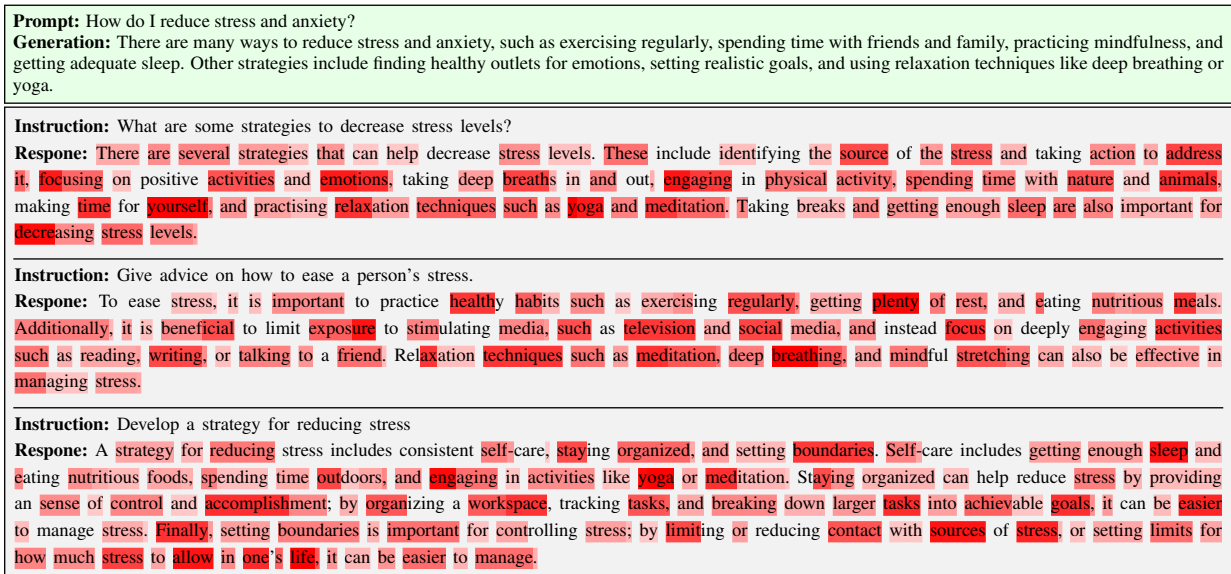 Prompt: How do I reduce stress and anxiety?
Generation: There are many ways to reduce stress and anxiety, such as exercising regularly, spending time with friends and family, practicing mindfulness, and
getting adequate sleep. Other strategies include finding healthy outlets for emotions, setting realistic goals, and using relaxation techniques like deep breathing or
yoga.
Instruction: What are some strategies to decrease stress levels?
Respone: There are several strategies that can help decrease stress levels. These include identifying the source of the stress and taking action to address
it, focusing on positive activities and emotions, taking deep breaths in and out, engaging in physical activity, spending time with nature and animals,
making time for yourself, and practising relaxation techniques such as yoga and meditation. Taking breaks and getting enough sleep are also important for
decreasing stress levels.
Instruction: Give advice on how to ease a person's stress.
Respone: To ease stress, it is important to practice healthy habits such as exercising regularly, getting plenty of rest, and eating nutritious meals.
Additionally, it is beneficial to limit exposure to stimulating media, such as television and social media, and instead focus on deeply engaging activities
such as reading, writing, or talking to a friend. Relaxation techniques such as meditation, deep breathing, and mindful stretching can also be effective in
managing stress.
Instruction: Develop a strategy for reducing stress
Respone: A strategy for reducing stress includes consistent self-care, staying organized, and setting boundaries. Self-care includes getting enough sleep and
eating nutritious foods, spending time outdoors, and engaging in activities like yoga or meditation. Staying organized can help reduce stress by providing
an sense of control and accomplishment; by organizing a workspace, tracking tasks, and breaking down larger tasks into achievable goals, it can be easier
to manage stress. Finally, setting boundaries is important for controlling stress; by limiting or reducing contact with sources of stress, or setting limits for
how much stress to allow in one's life, it can be easier to manage.